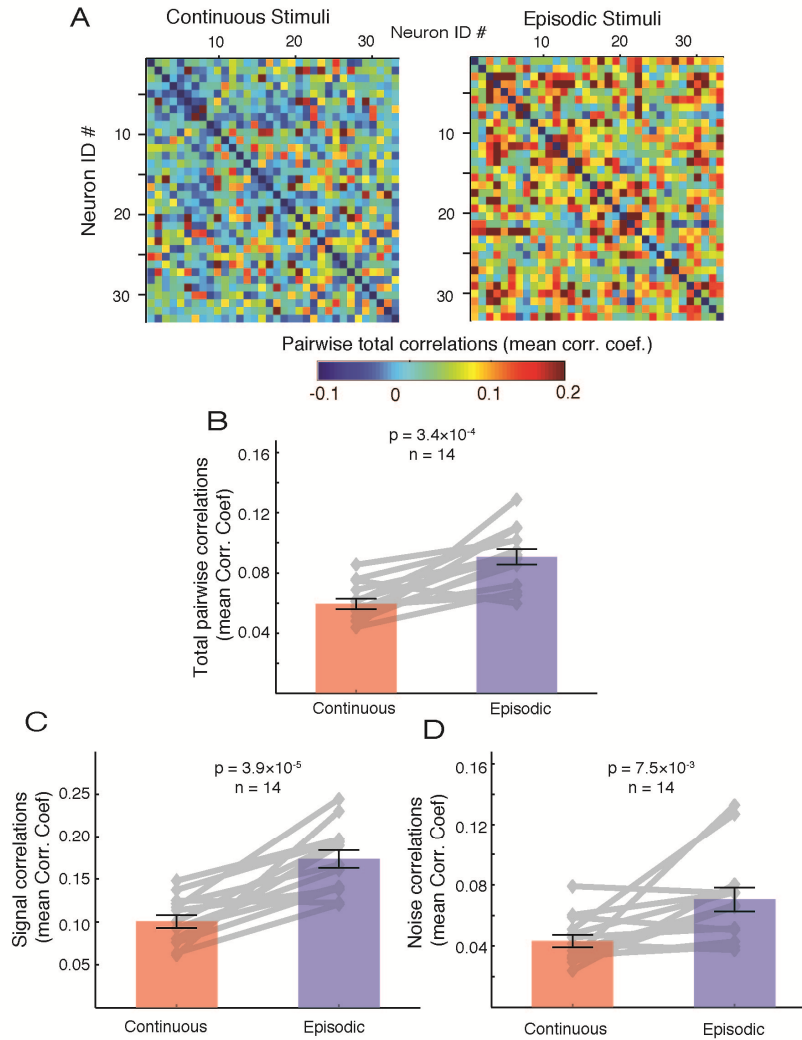 A
Continuous Stimuli
Episodic Stimuli
Neuron ID #
10 20 30
10 20 30
Neuron ID #
10
20
30
10
20
30
Pairwise total correlations (mean corr. coef.)
-0.1 0 0.1 0.2
B
p = 3.4×10-4
n = 14
Total pairwise correlations
(mean Corr. Coef)
0.16
0.12
0.08
0.04
Continuous Episodic
C
p = 3.9×10-5
n = 14
Signal correlations
(mean Corr. Coef)
0.25
0.20
0.15
0.10
0.05
Continuous Episodic
D
p = 7.5×10-3
n = 14
Noise correlations
(mean Corr. Coef)
0.16
0.12
0.08
0.04
Continuous Episodic